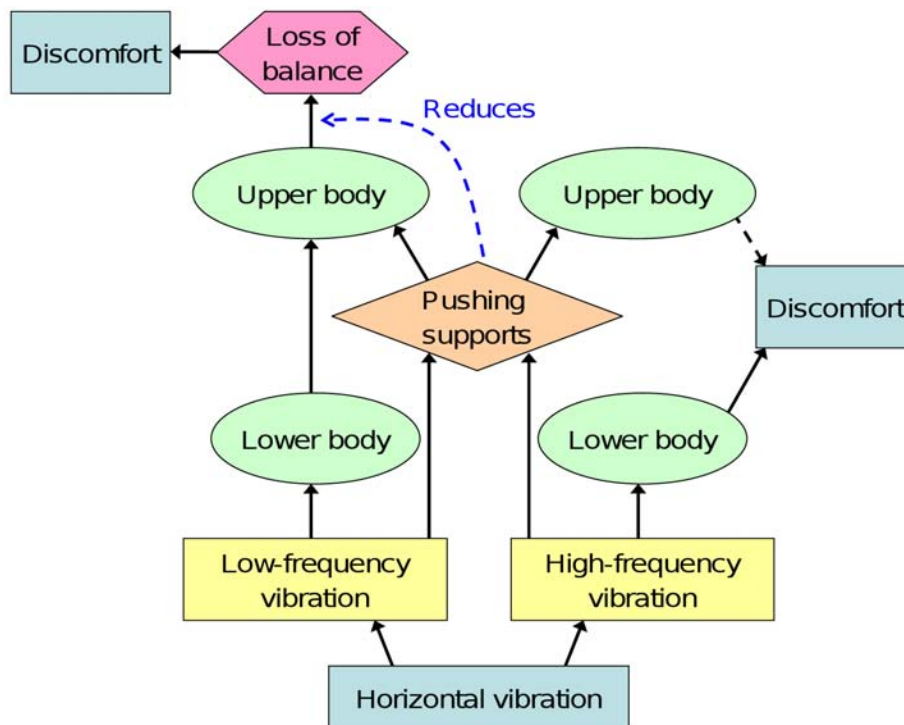 Discomfort
Loss of
balance
Reduces
Upper body
Upper body
Pushing
supports
Discomfort
Lower body
Lower body
Low-frequency
vibration
High-frequency
vibration
Horizontal vibration